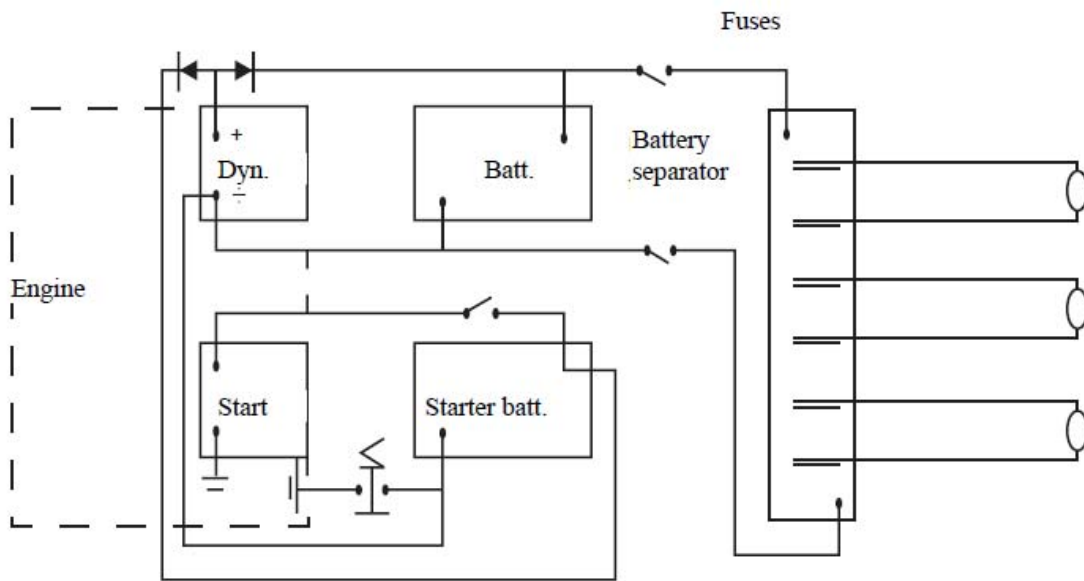 Fuses
+
Dyn.
÷
Batt.
Battery
separator
Engine
Start
Starter batt.